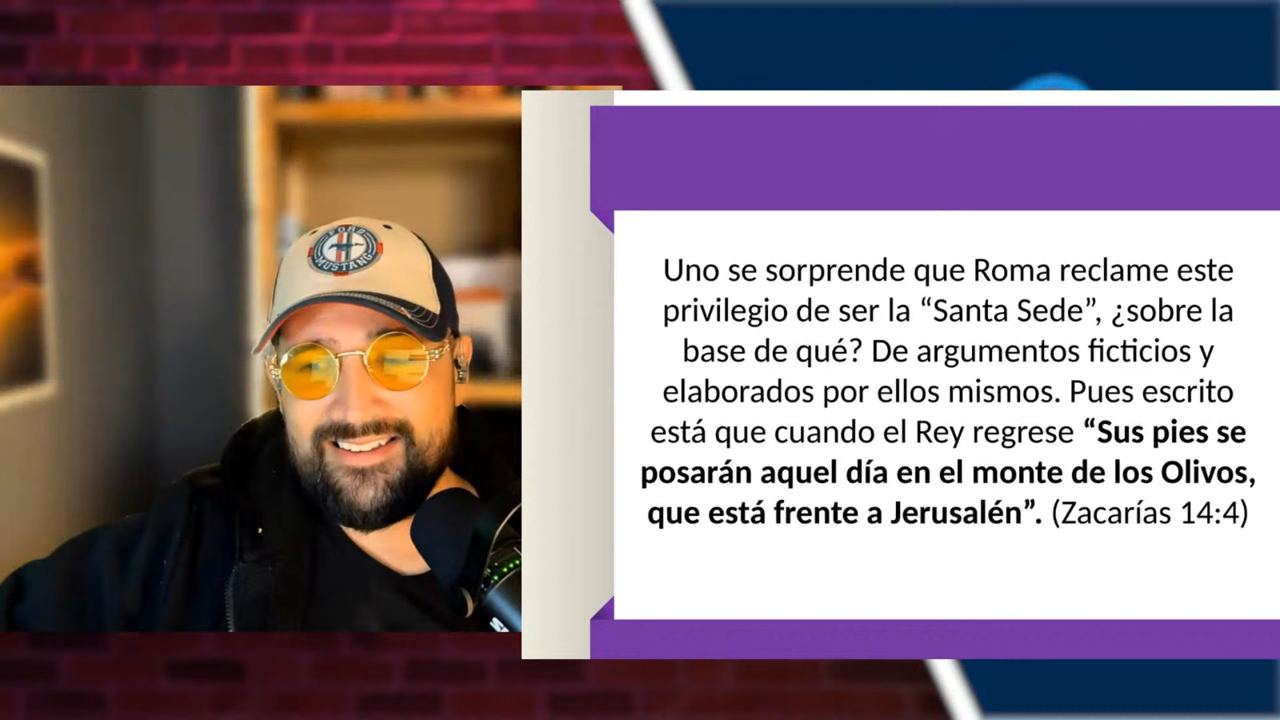 FORD
MUSTANG
Uno se sorprende que Roma reclame este
privilegio de ser la “Santa Sede”, ¿sobre la
base de qué? De argumentos ficticios y
elaborados por ellos mismos. Pues escrito
está que cuando el Rey regrese “Sus pies se
posarán aquel día en el monte de los Olivos,
que está frente a Jerusalén”. (Zacarías 14:4)